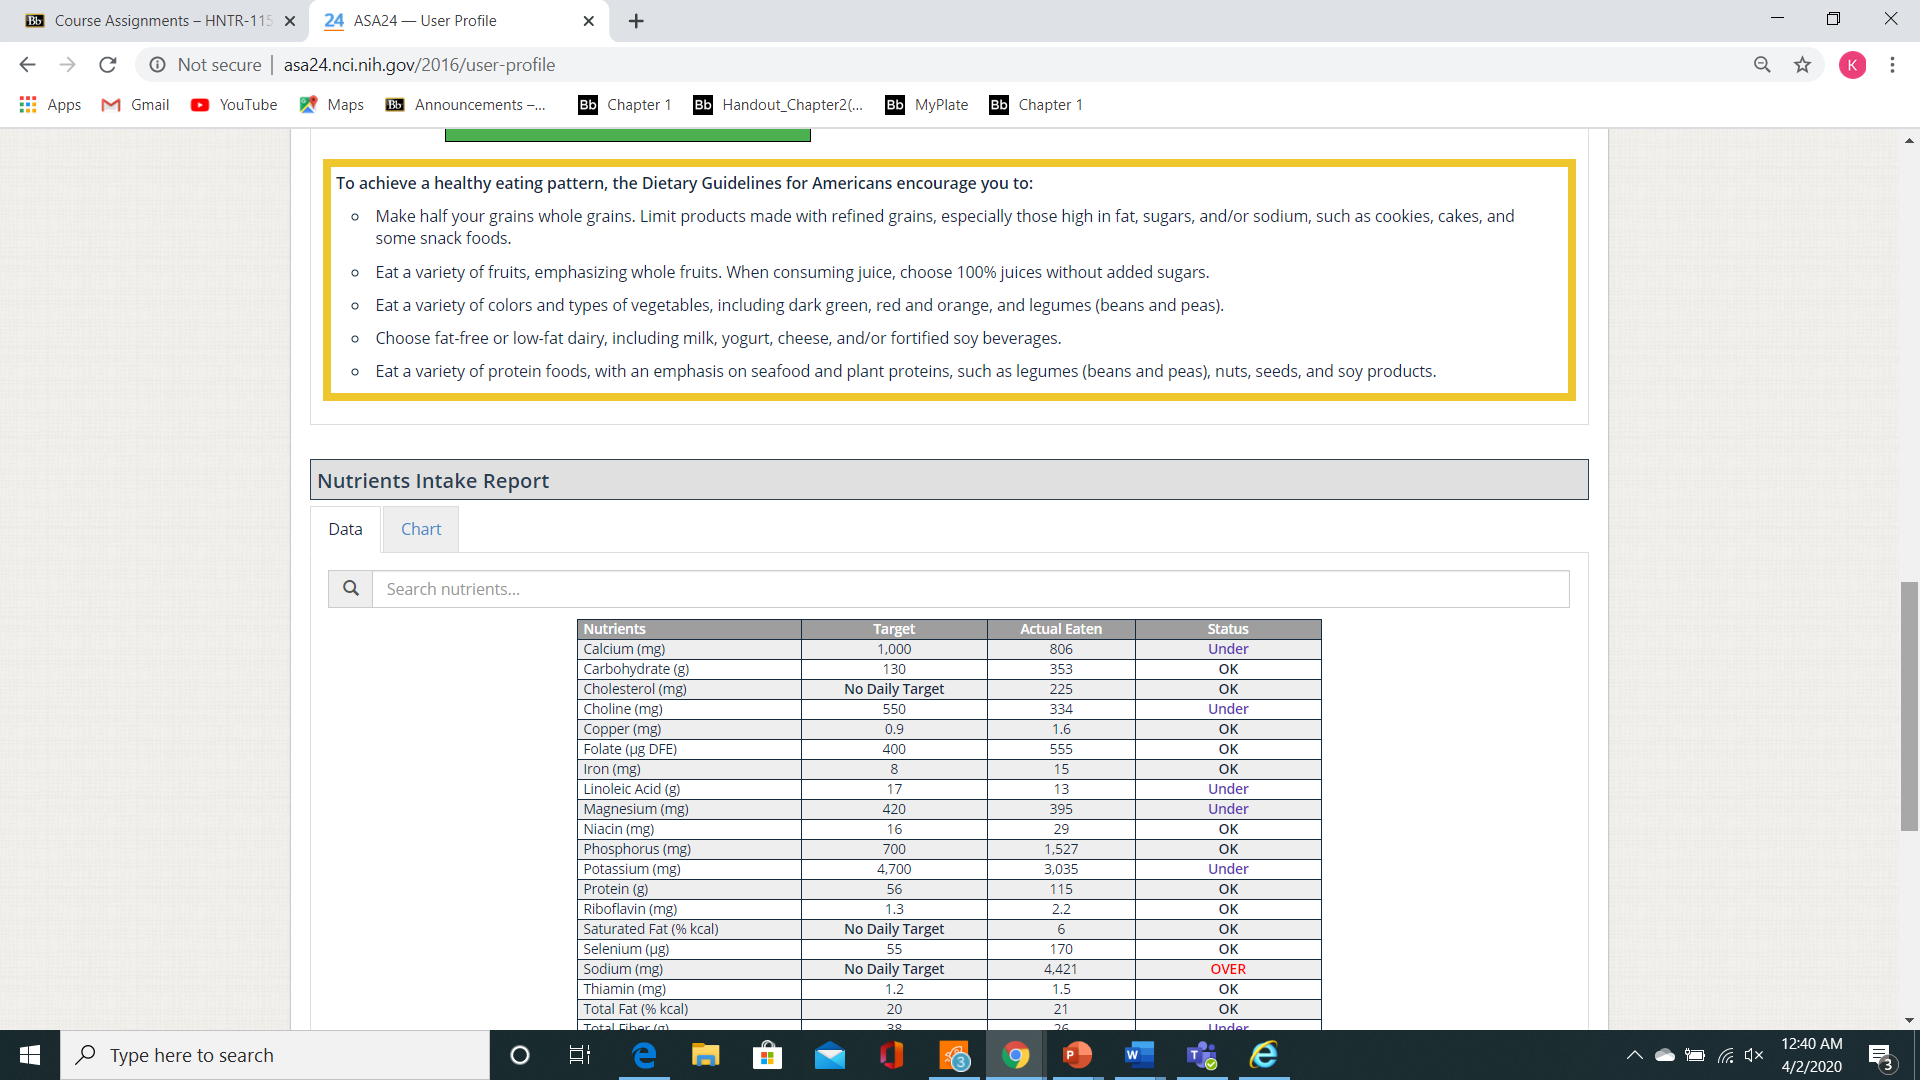 Course Assignments – HNTR-115
24 ASA24 — User Profile
Not secure | asa24.nci.nih.gov/2016/user-profile
K
Apps Gmail YouTube Maps Bb Announcements –... Bb Chapter 1 Bb Handout_Chapter2(... Bb MyPlate Bb Chapter 1
To achieve a healthy eating pattern, the Dietary Guidelines for Americans encourage you to:
Make half your grains whole grains. Limit products made with refined grains, especially those high in fat, sugars, and/or sodium, such as cookies, cakes, and
some snack foods.
Eat a variety of fruits, emphasizing whole fruits. When consuming juice, choose 100% juices without added sugars.
Eat a variety of colors and types of vegetables, including dark green, red and orange, and legumes (beans and peas).
Choose fat-free or low-fat dairy, including milk, yogurt, cheese, and/or fortified soy beverages.
Eat a variety of protein foods, with an emphasis on seafood and plant proteins, such as legumes (beans and peas), nuts, seeds, and soy products.
Nutrients Intake Report
Data Chart
Search nutrients...
Nutrients Target Actual Eaten Status
Calcium (mg) 1,000 806 Under
Carbohydrate (g) 130 353 OK
Cholesterol (mg) No Daily Target 225 OK
Choline (mg) 550 334 Under
Copper (mg) 0.9 1.6 OK
Folate (µg DFE) 400 555 OK
Iron (mg) 8 15 OK
Linoleic Acid (g) 17 13 Under
Magnesium (mg) 420 395 Under
Niacin (mg) 16 29 OK
Phosphorus (mg) 700 1,527 OK
Potassium (mg) 4,700 3,035 Under
Protein (g) 56 115 OK
Riboflavin (mg) 1.3 2.2 OK
Saturated Fat (% kcal) No Daily Target 6 OK
Selenium (µg) 55 170 OK
Sodium (mg) No Daily Target 4,421 OVER
Thiamin (mg) 1.2 1.5 OK
Total Fat (% kcal) 20 21 OK
Total Fiber (g) 38 26 Under
Type here to search
3
12:40 AM
4/2/2020
3